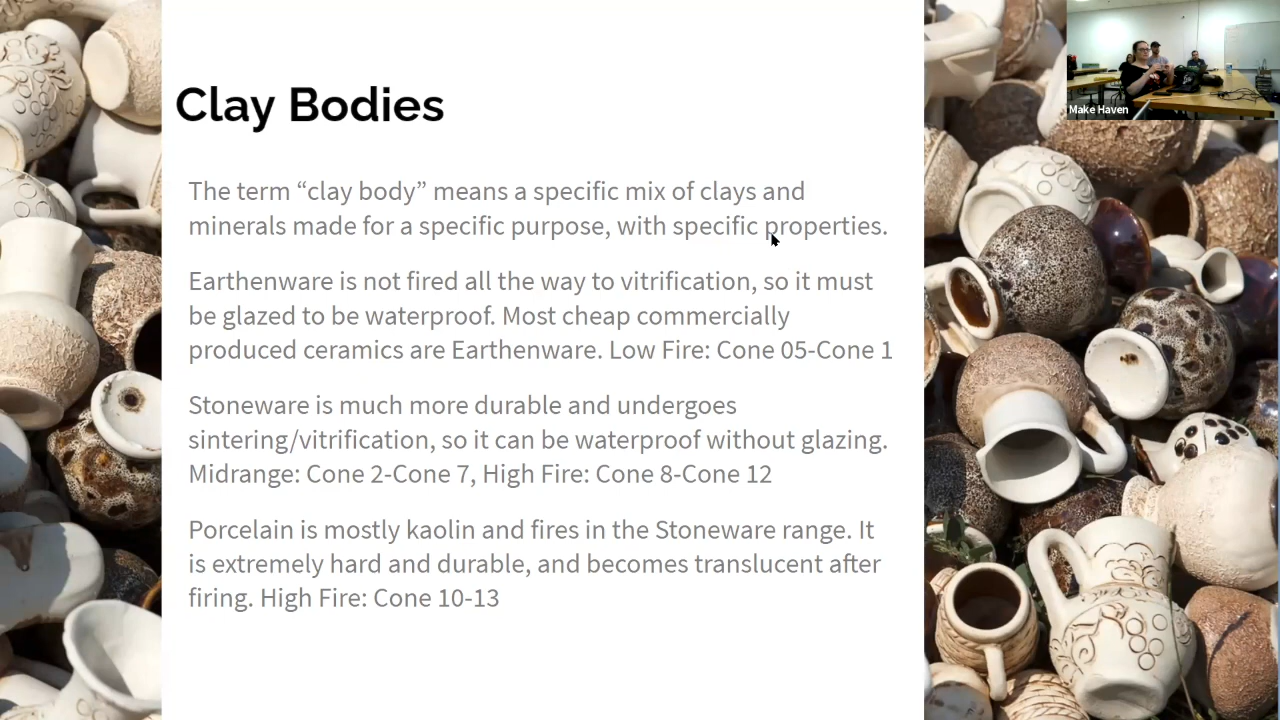 Clay Bodies
The term “clay body” means a specific mix of clays and
minerals made for a specific purpose, with specific properties.
Earthenware is not fired all the way to vitrification, so it must
be glazed to be waterproof. Most cheap commercially
produced ceramics are Earthenware. Low Fire: Cone 05-Cone 1
Stoneware is much more durable and undergoes
sintering/vitrification, so it can be waterproof without glazing.
Midrange: Cone 2-Cone 7, High Fire: Cone 8-Cone 12
Porcelain is mostly kaolin and fires in the Stoneware range. It
is extremely hard and durable, and becomes translucent after
firing. High Fire: Cone 10-13
Make Haven